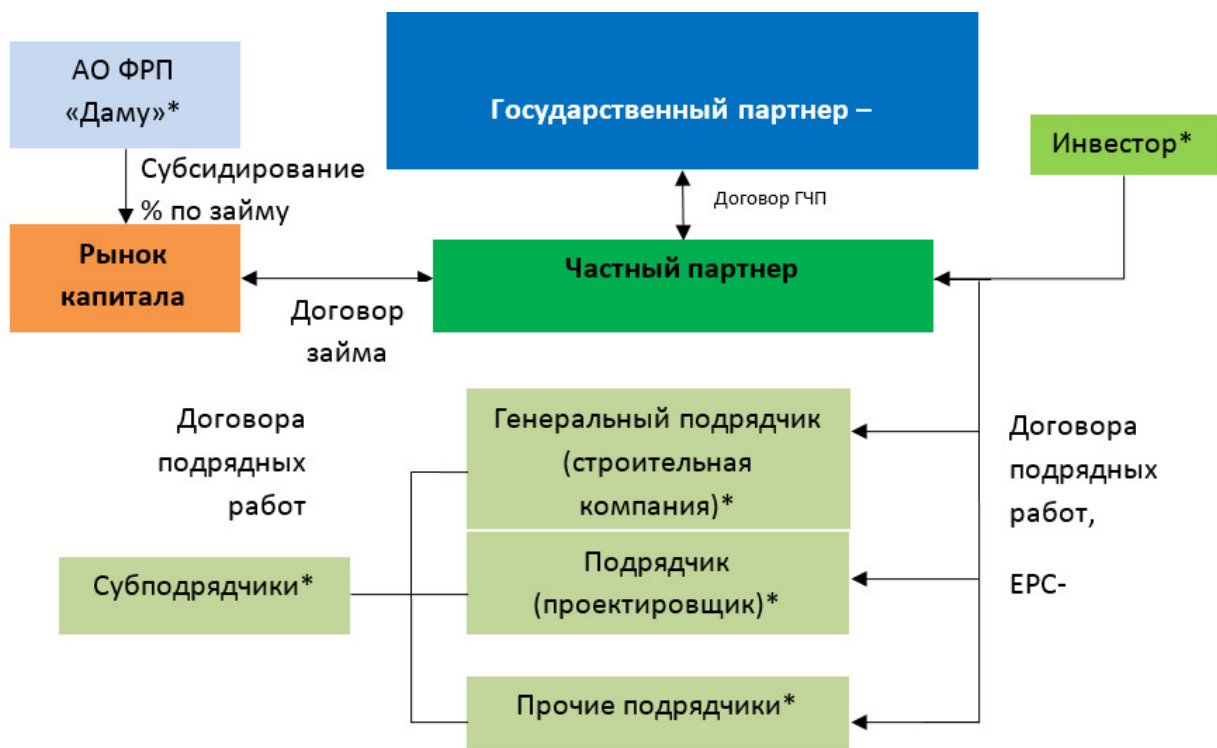 АО ФРП
«Даму»*
Государственный партнер –
Инвестор*
Субсидирование
% по займу
Договор ГЧП
Рынок
капитала
Частный партнер
Договор
займа
Договора
подрядных
работ
Генеральный подрядчик
(строительная
компания)*
Договора
подрядных
работ,
EPC-
Субподрядчики*
Подрядчик
(проектировщик)*
Прочие подрядчики*